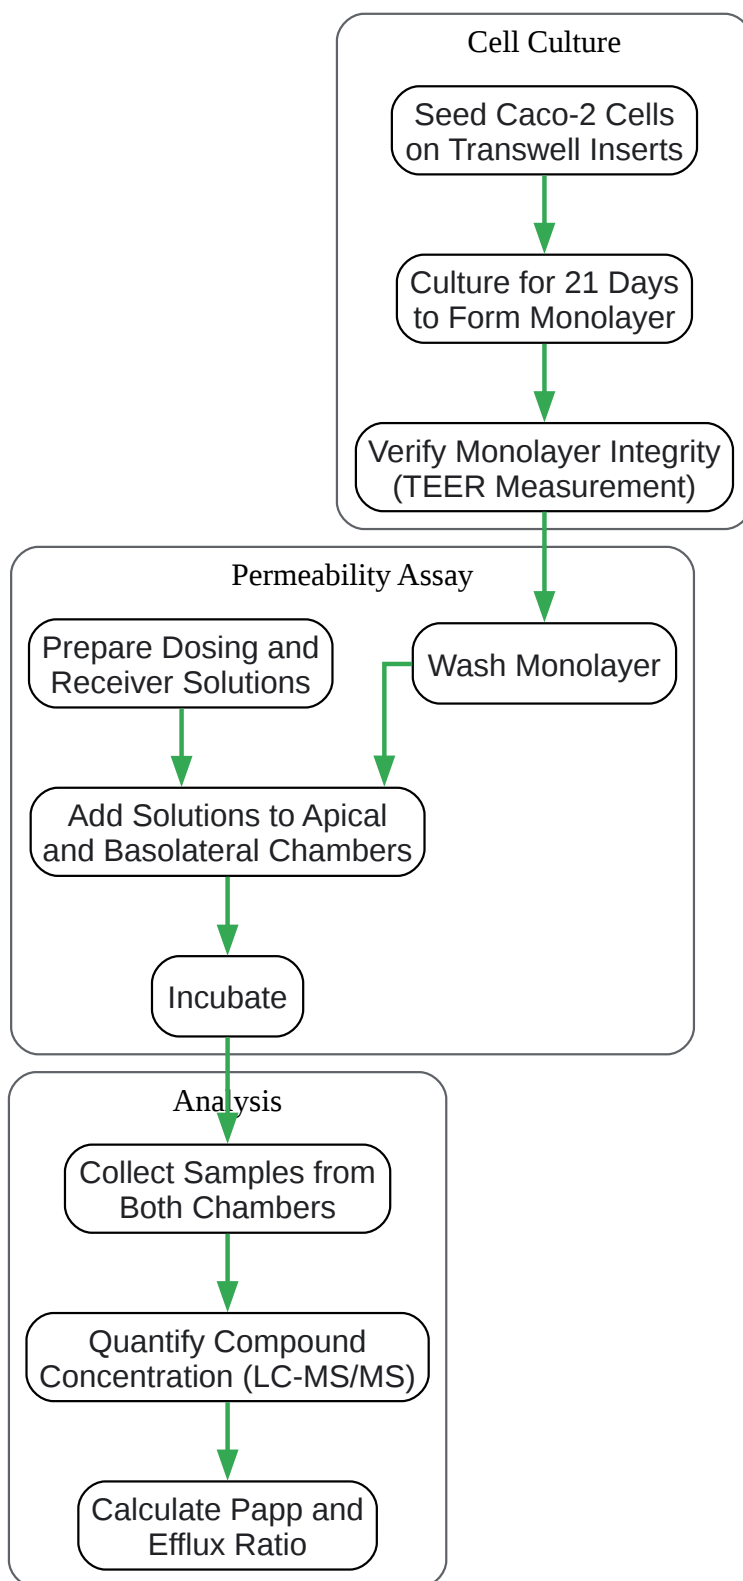 Cell Culture
Seed Caco-2 Cells
on Transwell Inserts
Culture for 21 Days
to Form Monolayer
Verify Monolayer Integrity
(TEER Measurement)
Permeability Assay
Prepare Dosing and
Receiver Solutions
Wash Monolayer
Add Solutions to Apical
and Basolateral Chambers
Incubate
Analysis
Collect Samples from
Both Chambers
Quantify Compound
Concentration (LC-MS/MS)
Calculate Papp and
Efflux Ratio